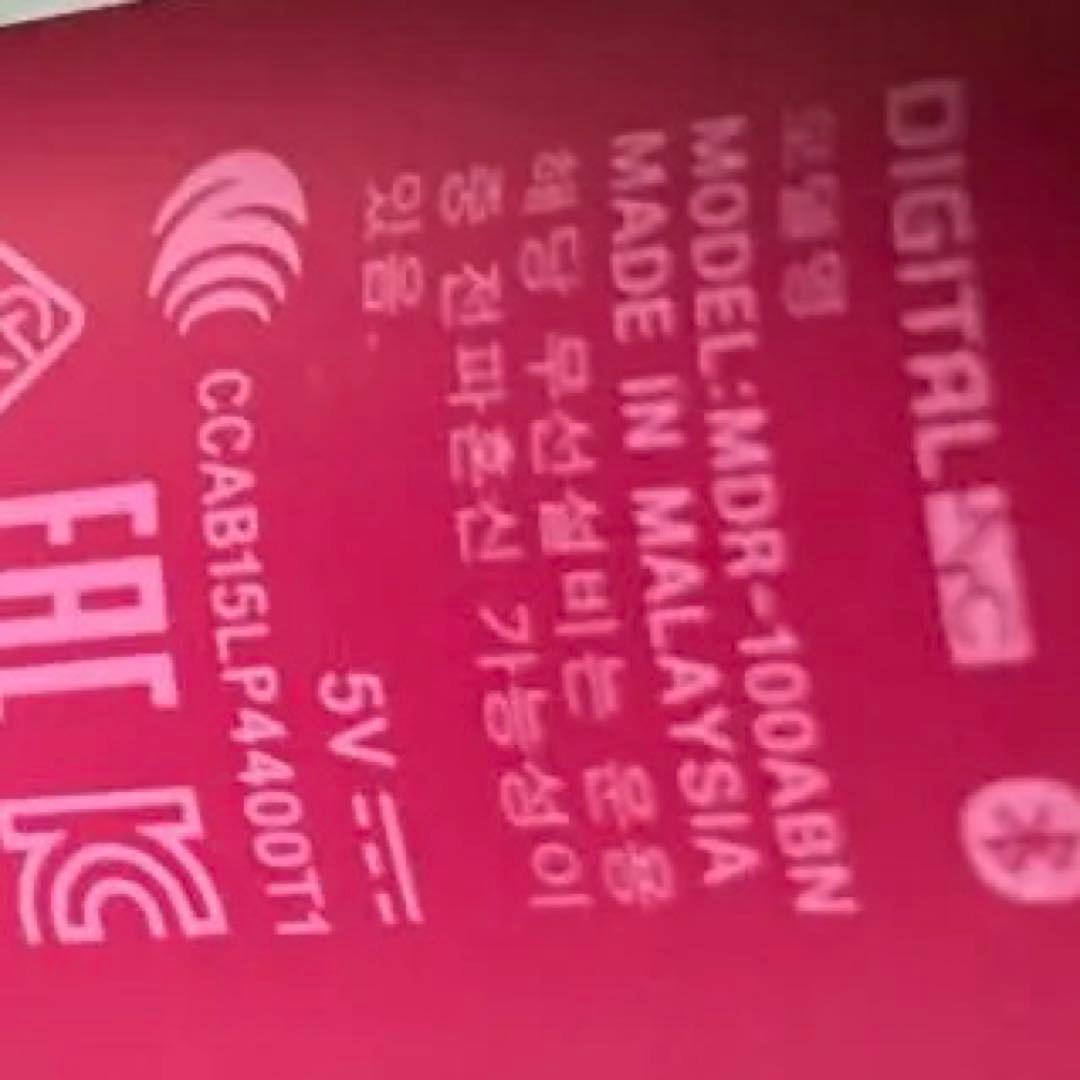 DIGITAL NC
모델명
MODEL:MDR-100ABN
MADE IN MALAYSIA
해당 무선설비는 운용
중 전파혼신 가능성이
있음.
5V
CCAB15LP4400T1
EAC